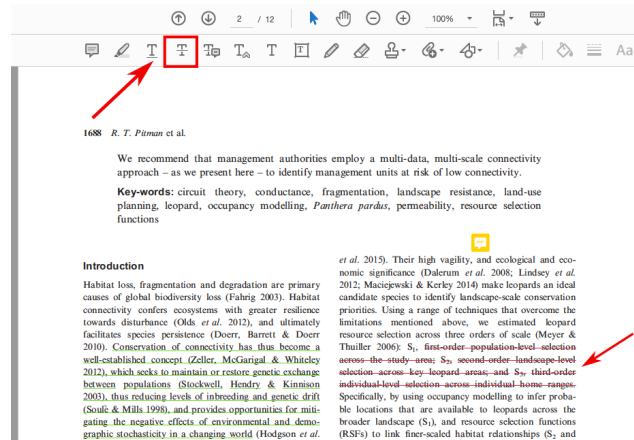 2 / 12
100%
Aa
1688 R. T. Pitman et al.
We recommend that management authorities employ a multi-data, multi-scale connectivity
approach – as we present here – to identify management units at risk of low connectivity.
Key-words: circuit theory, conductance, fragmentation, landscape resistance, land-use
planning, leopard, occupancy modelling, Panthera pardus, permeability, resource selection
functions
Introduction
Habitat loss, fragmentation and degradation are primary
causes of global biodiversity loss (Fahrig 2003). Habitat
connectivity confers ecosystems with greater resilience
towards disturbance (Olds et al. 2012), and ultimately
facilitates species persistence (Doerr, Barrett & Doerr
2010). Conservation of connectivity has thus become a
well-established concept (Zeller, McGarigal & Whiteley
2012), which seeks to maintain or restore genetic exchange
between populations (Stockwell, Hendry & Kinnison
2003), thus reducing levels of inbreeding and genetic drift
(Soulè & Mills 1998), and provides opportunities for miti-
gating the negative effects of environmental and demo-
graphic stochasticity in a changing world (Hodgson et al.
et al. 2015). Their high vagility, and ecological and eco-
nomic significance (Dalerum et al. 2008; Lindsey et al.
2012; Maciejewski & Kerley 2014) make leopards an ideal
candidate species to identify landscape-scale conservation
priorities. Using a range of techniques that overcome the
limitations mentioned above, we estimated leopard
resource selection across three orders of scale (Meyer &
Thuiller 2006): S₁, first-order population-level selection
across the study area; S₂, second-order landscape-level
selection across key leopard areas; and S₃, third-order
individual-level selection across individual home ranges.
Specifically, by using occupancy modelling to infer proba-
ble locations that are available to leopards across the
broader landscape (S₁), and resource selection functions
(RSFs) to link finer-scaled habitat relationships (S₂ and